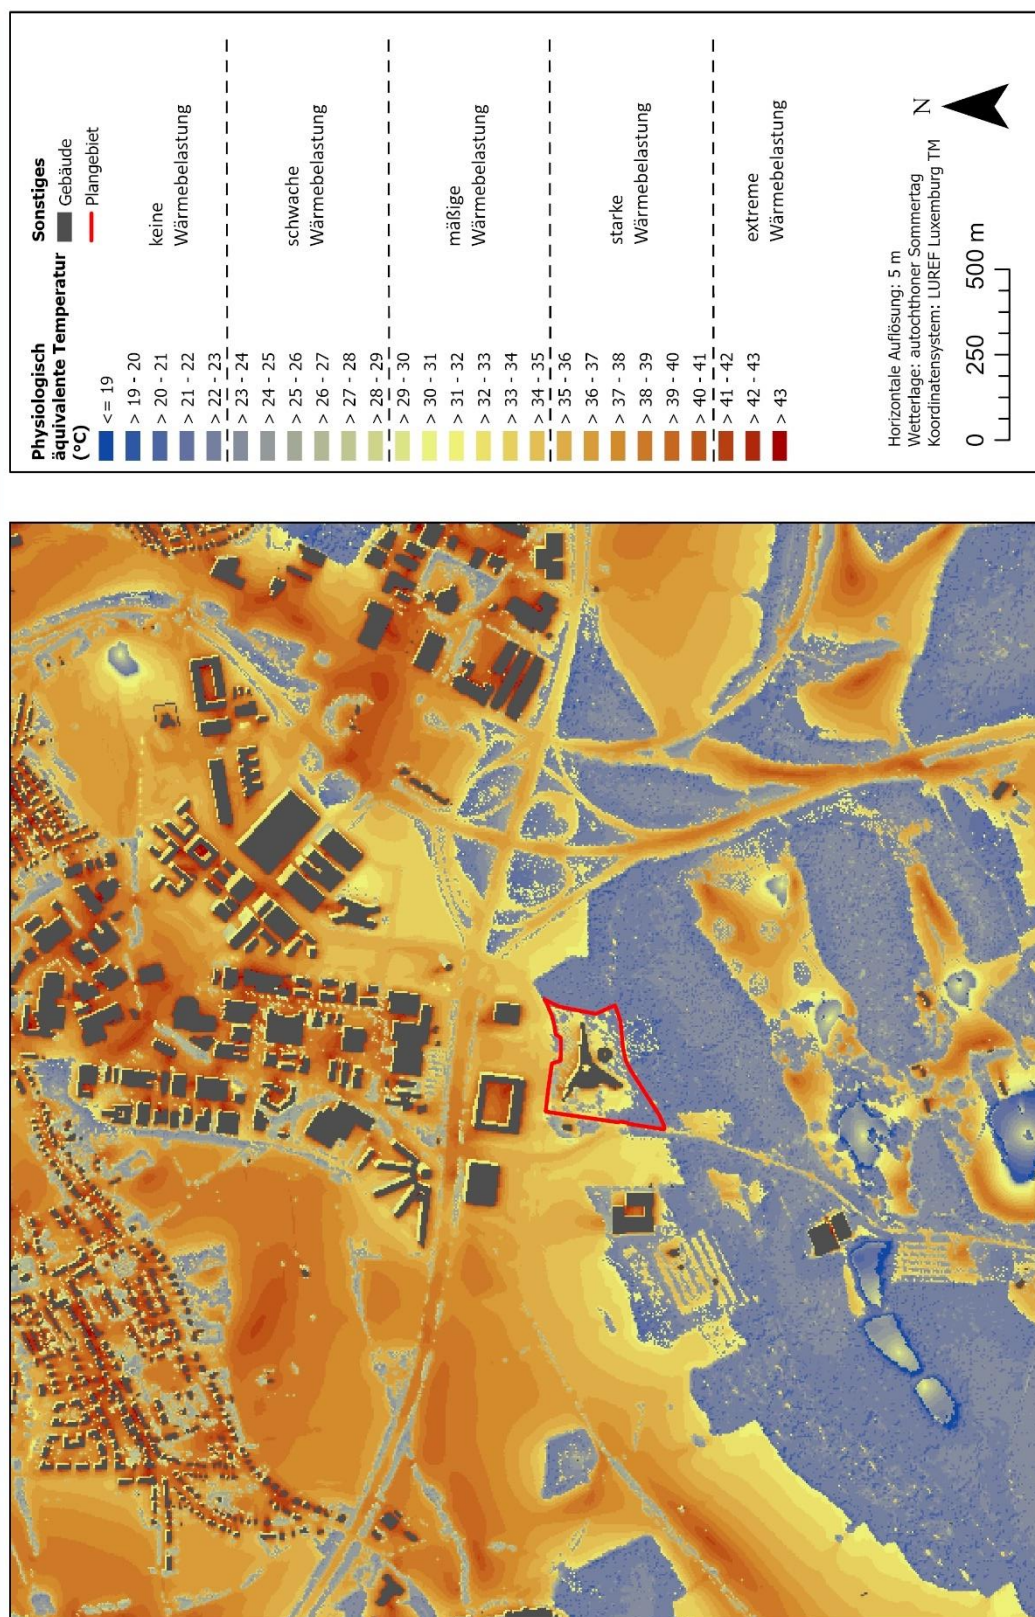 Physiologisch
äquivalente Temperatur
(°C)
<= 19
> 19 - 20
> 20 - 21
> 21 - 22
> 22 - 23
> 23 - 24
> 24 - 25
> 25 - 26
> 26 - 27
> 27 - 28
> 28 - 29
> 29 - 30
> 30 - 31
> 31 - 32
> 32 - 33
> 33 - 34
> 34 - 35
> 35 - 36
> 36 - 37
> 37 - 38
> 38 - 39
> 39 - 40
> 40 - 41
> 41 - 42
> 42 - 43
> 43
Sonstiges
Gebäude
Plangebiet
keine
Wärmebelastung
schwache
Wärmebelastung
mäßige
Wärmebelastung
starke
Wärmebelastung
extreme
Wärmebelastung
Horizontale Auflösung: 5 m
Wetterlage: autochthoner Sommertag
Koordinatensystem: LUREF Luxemburg TM
0 250 500 m
N